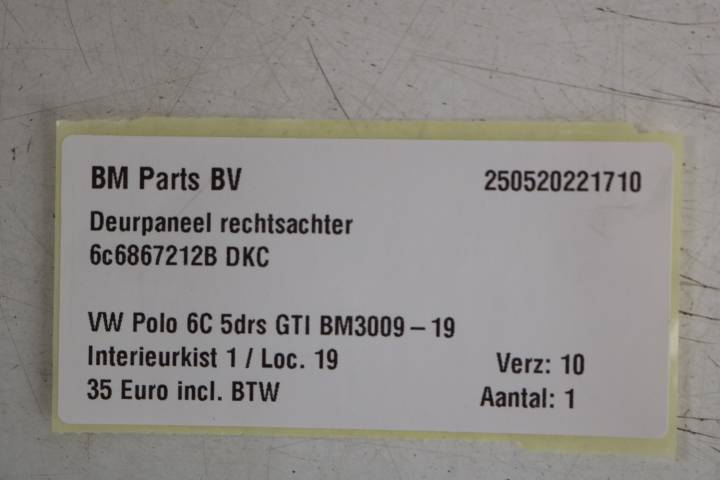 BM Parts BV 250520221710
Deurpaneel rechtsachter
6c6867212B DKC
VW Polo 6C 5drs GTI BM3009 – 19
Interieurkist 1 / Loc. 19 Verz: 10
35 Euro incl. BTW Aantal: 1